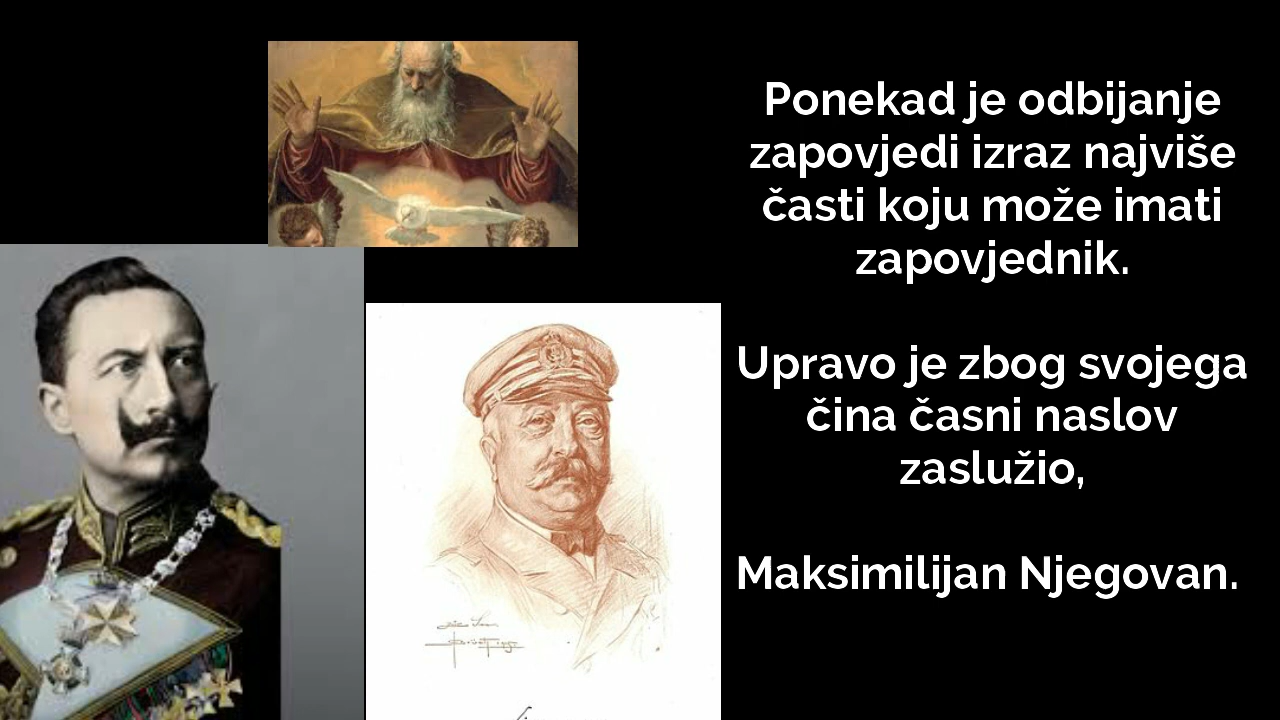 Ponekad je odbijanje
zapovjedi izraz najviše
časti koju može imati
zapovjednik.
Upravo je zbog svojega
čina časni naslov
zaslužio,
Maksimilijan Njegovan.